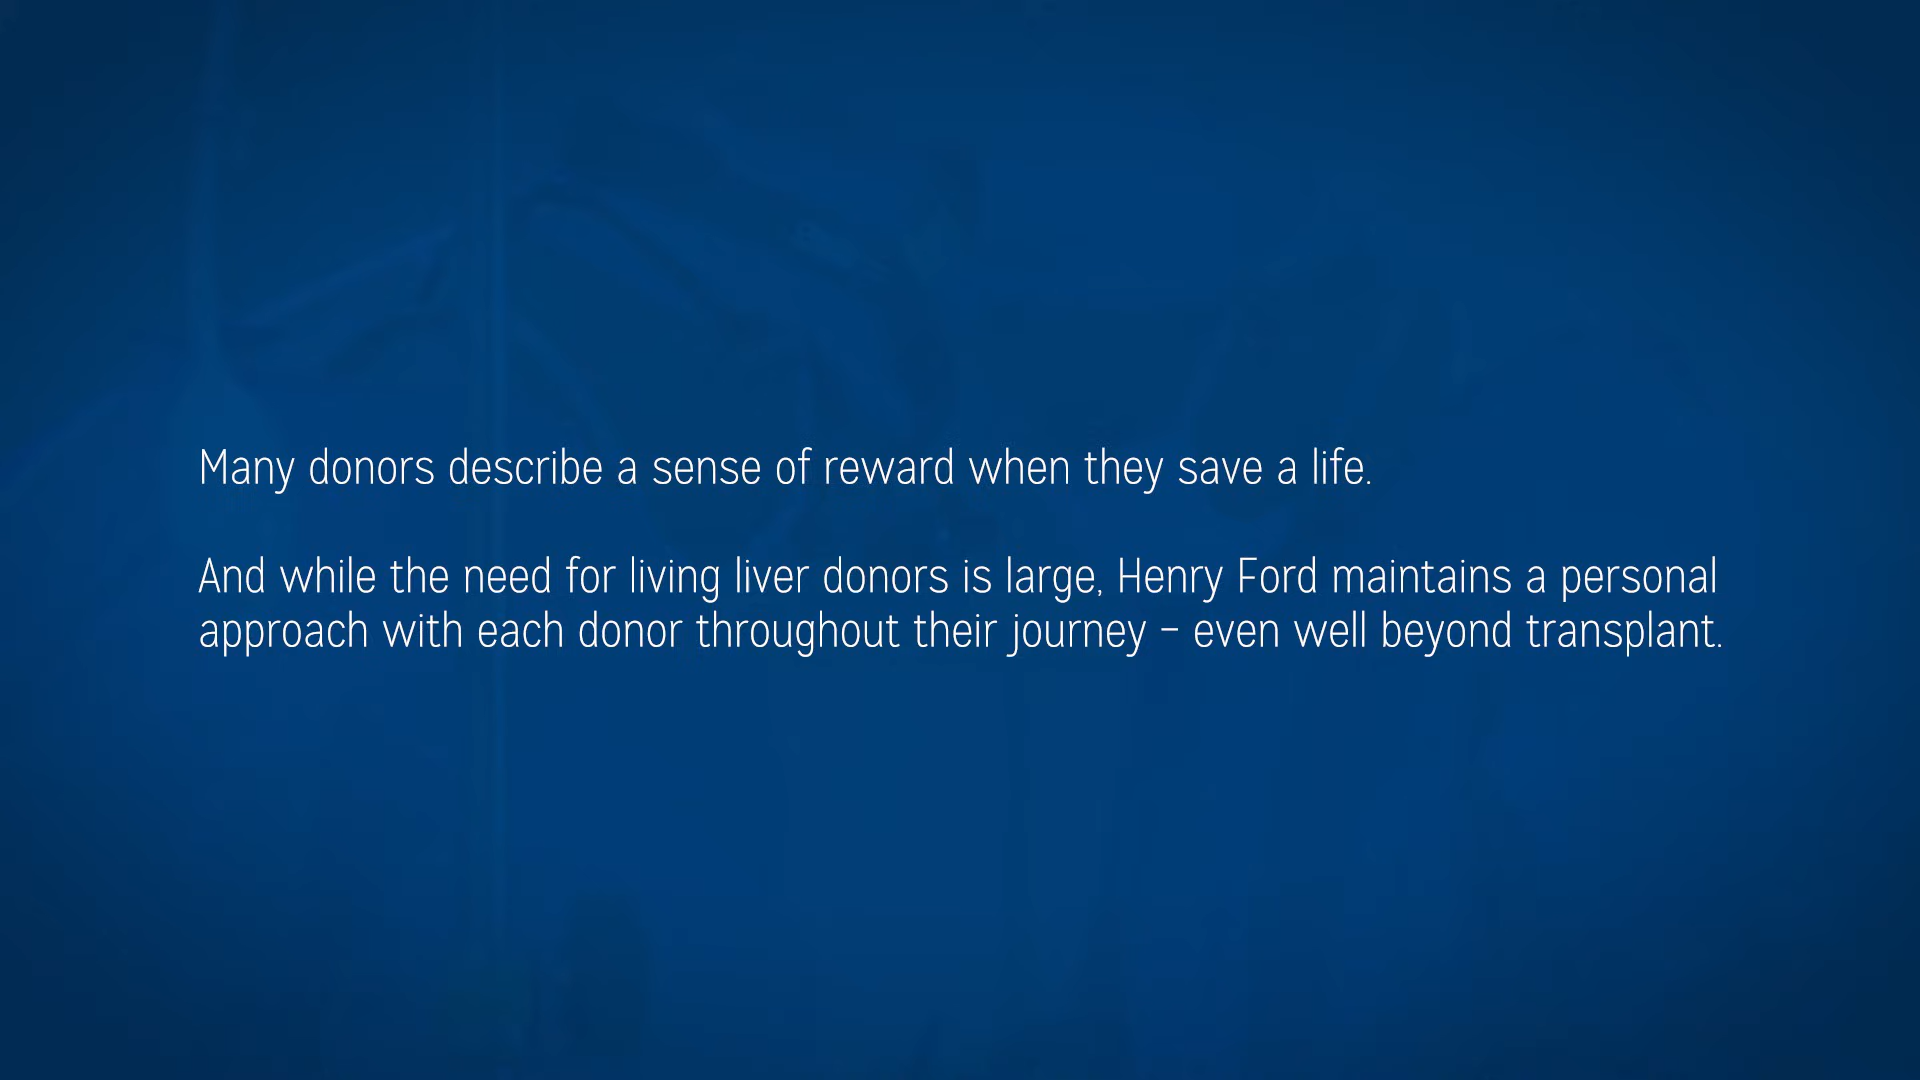 Many donors describe a sense of reward when they save a life.
And while the need for living liver donors is large, Henry Ford maintains a personal
approach with each donor throughout their journey – even well beyond transplant.